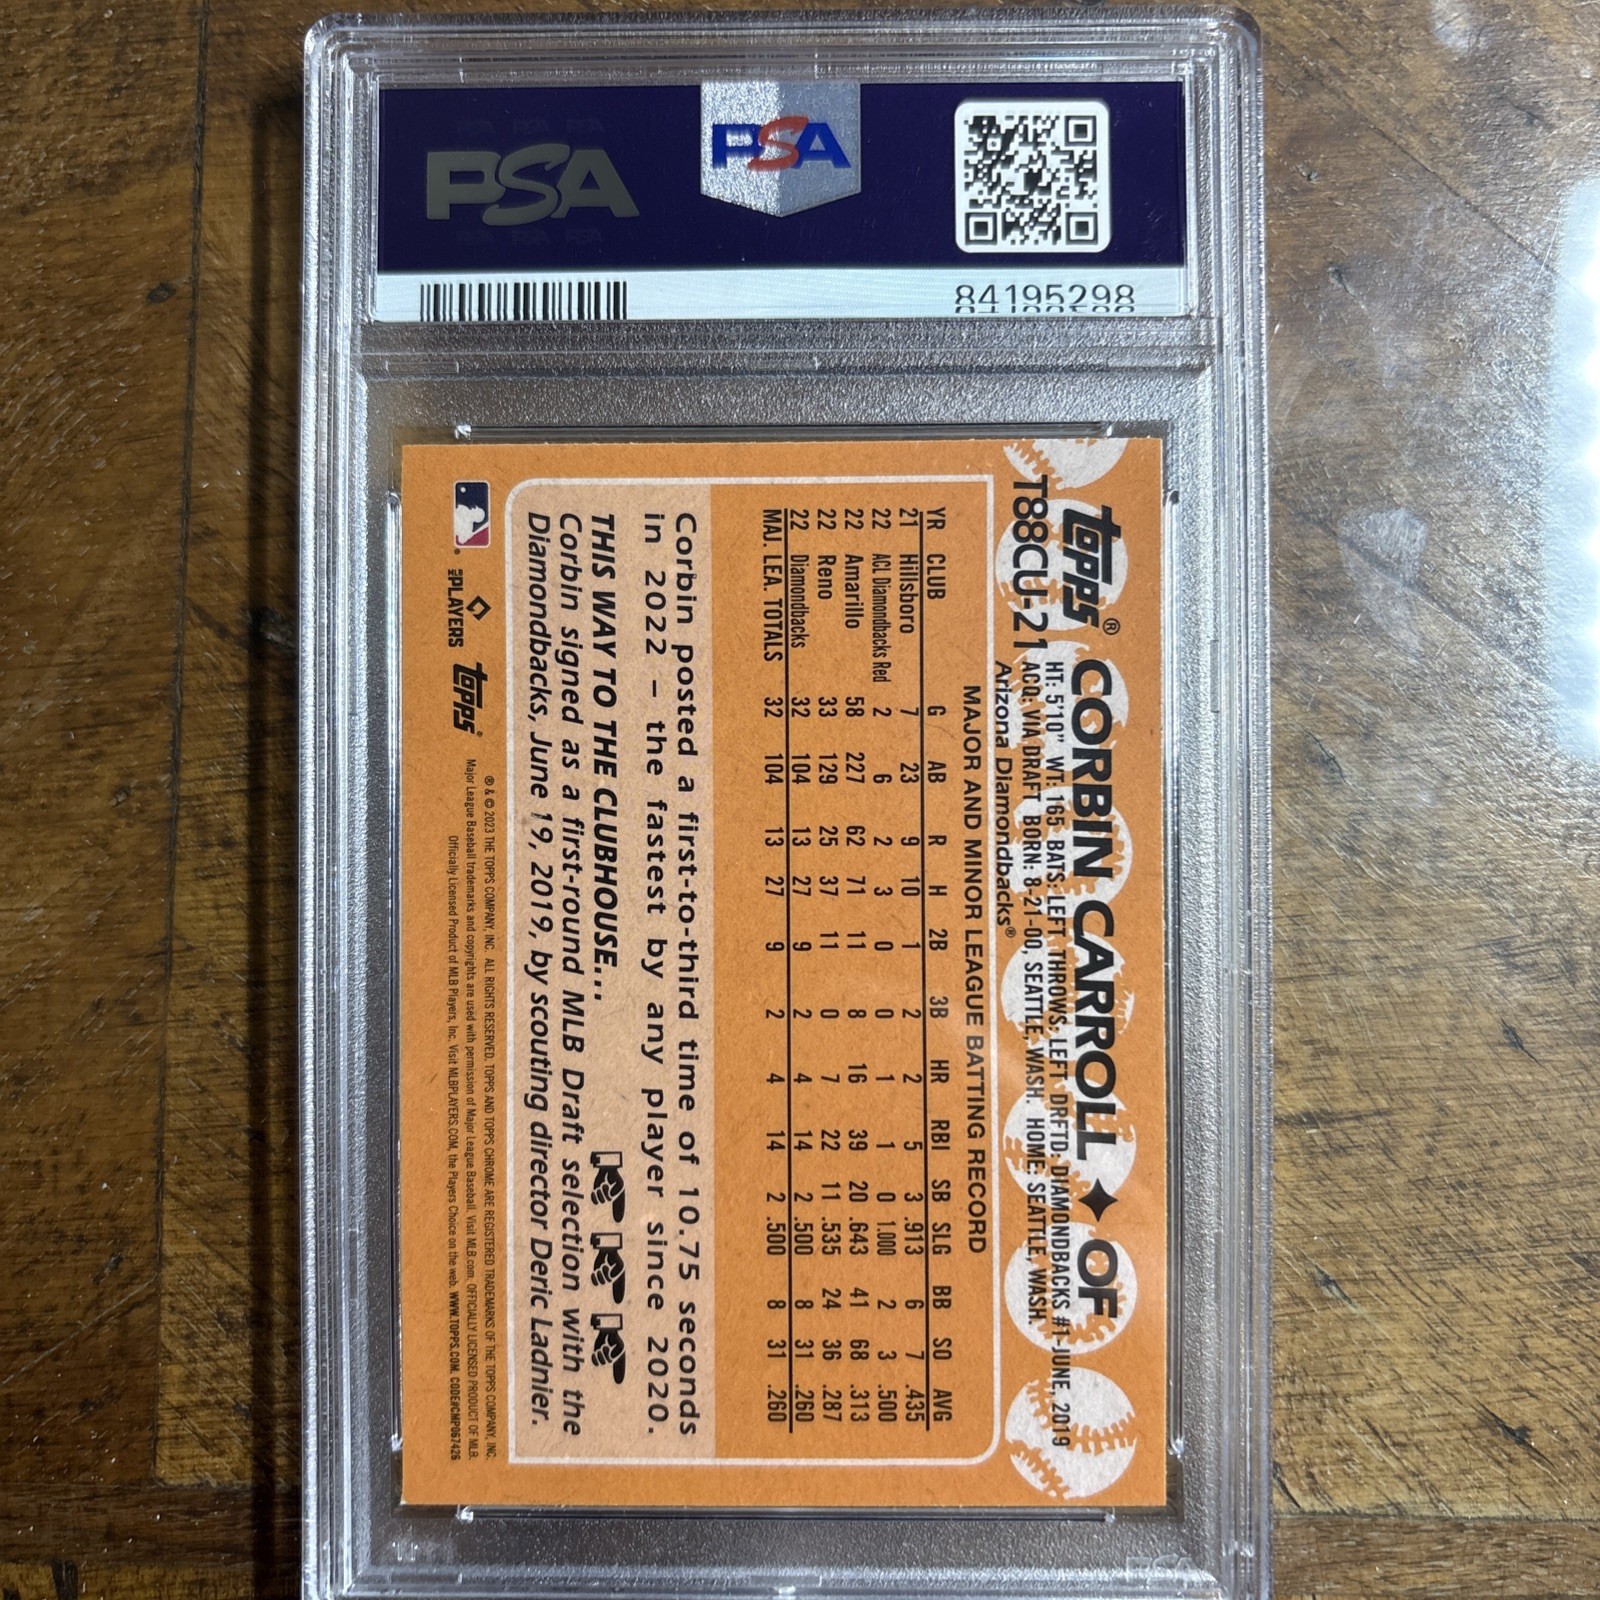 PSA
PSA
84195298
topps® CORBIN CARROLL ✦ OF
T88CU-21
HT: 5'10" WT: 165 BATS: LEFT THROWS: LEFT DRFTD: DIAMONDBACKS #1-JUNE, 2019
ACQ: VIA DRAFT BORN: 8-21-00, SEATTLE, WASH. HOME: SEATTLE, WASH.
Arizona Diamondbacks®
MAJOR AND MINOR LEAGUE BATTING RECORD
YR CLUB G AB R H 2B 3B HR RBI SB SLG BB SO AVG
21 Hillsboro 7 23 9 10 1 2 2 5 3 .913 6 7 .435
22 ACL Diamondbacks Red 2 6 2 3 0 0 1 1 0 1.000 2 3 .500
22 Amarillo 58 227 62 71 11 8 16 39 20 .643 41 68 .313
22 Reno 33 129 25 37 11 0 7 22 11 .535 24 36 .287
22 Diamondbacks 32 104 13 27 9 2 4 14 2 .500 8 31 .260
MAJ. LEA. TOTALS 32 104 13 27 9 2 4 14 2 .500 8 31 .260
Corbin posted a first-to-third time of 10.75 seconds
in 2022 – the fastest by any player since 2020.
THIS WAY TO THE CLUBHOUSE...
Corbin signed as a first-round MLB Draft selection with the
Diamondbacks, June 19, 2019, by scouting director Deric Ladnier.
MLB PLAYERS
topps®
® & © 2023 THE TOPPS COMPANY, INC. ALL RIGHTS RESERVED. TOPPS AND TOPPS CHROME ARE REGISTERED TRADEMARKS OF THE TOPPS COMPANY, INC.
Major League Baseball trademarks and copyrights are used with permission of Major League Baseball. Visit MLB.com. OFFICIALLY LICENSED PRODUCT OF MLB
Officially Licensed Product of MLB Players, Inc. Visit MLBPLAYERS.COM, the Players Choice on the web. WWW.TOPPS.COM. CODE#CMP067426
PSA